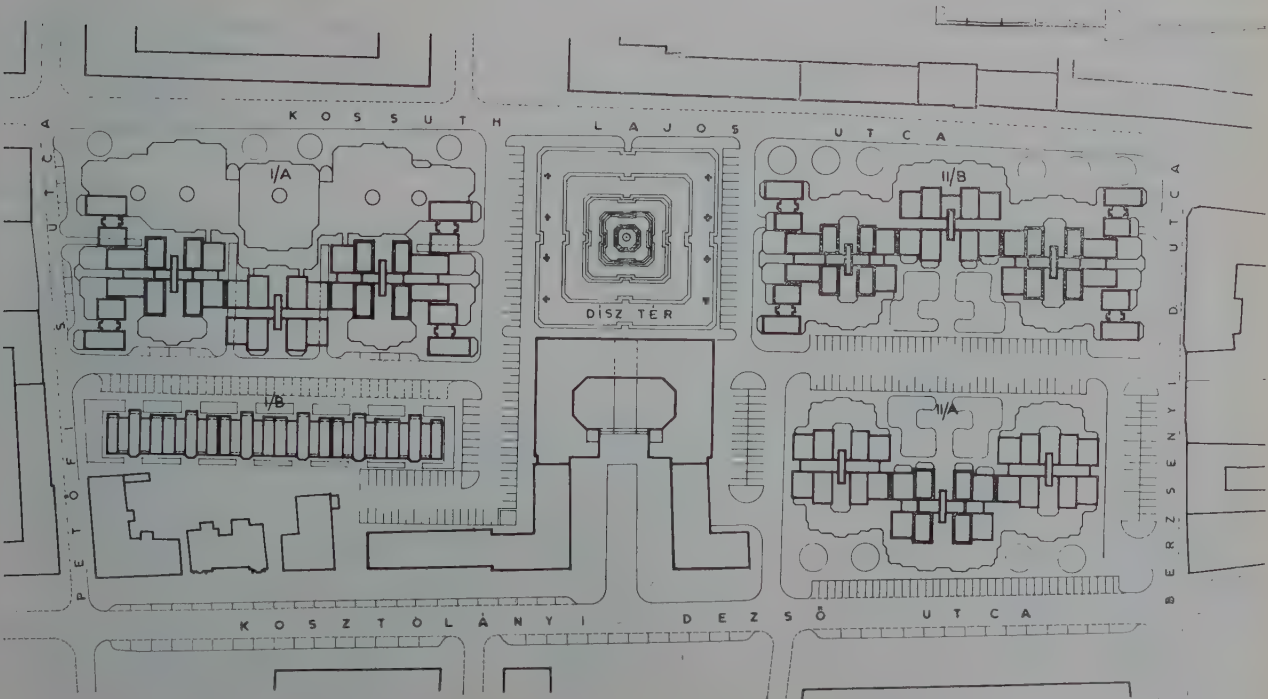 KOSSUTH LAJOS UTCA
I/A
II/B
DÍSZ TÉR
I/B
II/A
PETŐFI S. UTCA
BERZSENYI D. UTCA
KOSZTOLÁNYI DEZSŐ UTCA